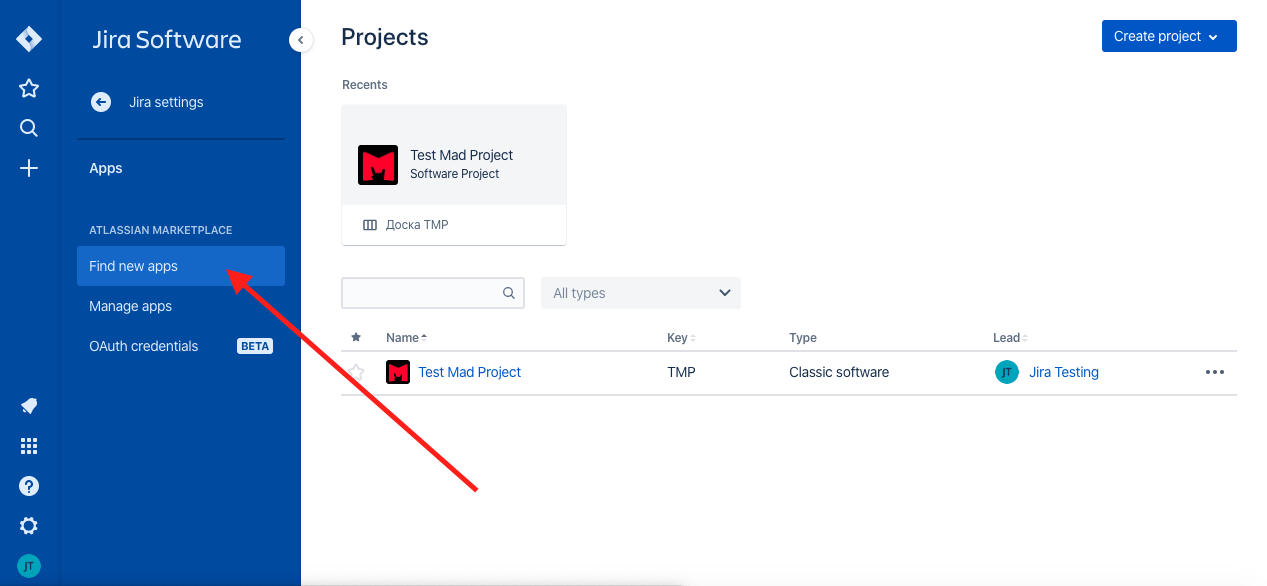 Jira Software
Jira settings
Apps
ATLASSIAN MARKETPLACE
Find new apps
Manage apps
OAuth credentials BETA
JT
Projects
Create project
Recents
Test Mad Project
Software Project
Доска TMP
All types
Name Key Type Lead
Test Mad Project TMP Classic software JT Jira Testing